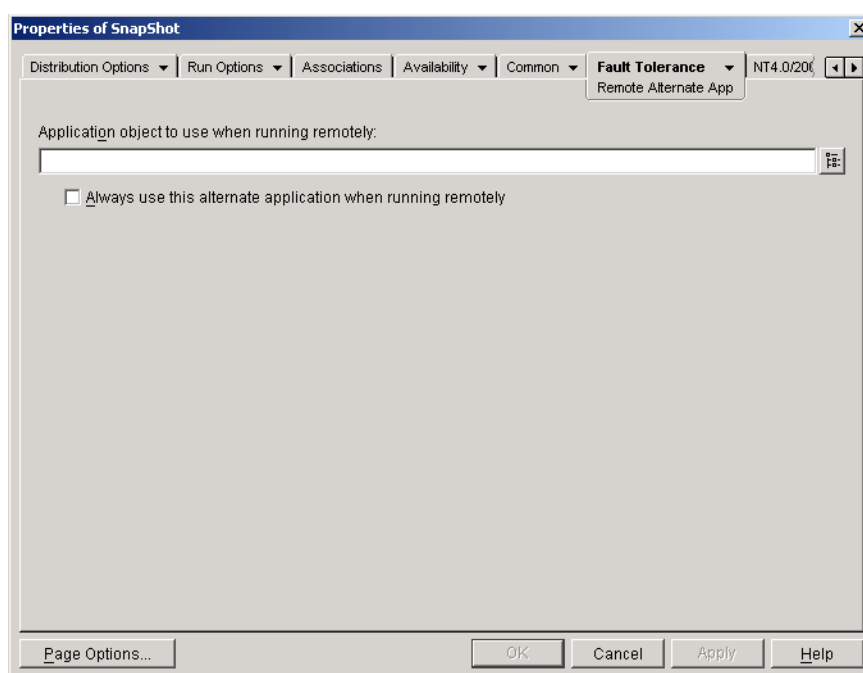 Properties of SnapShot
Distribution Options Run Options Associations Availability Common Fault Tolerance NT4.0/200
Remote Alternate App
Application object to use when running remotely:
Always use this alternate application when running remotely
Page Options... OK Cancel Apply Help